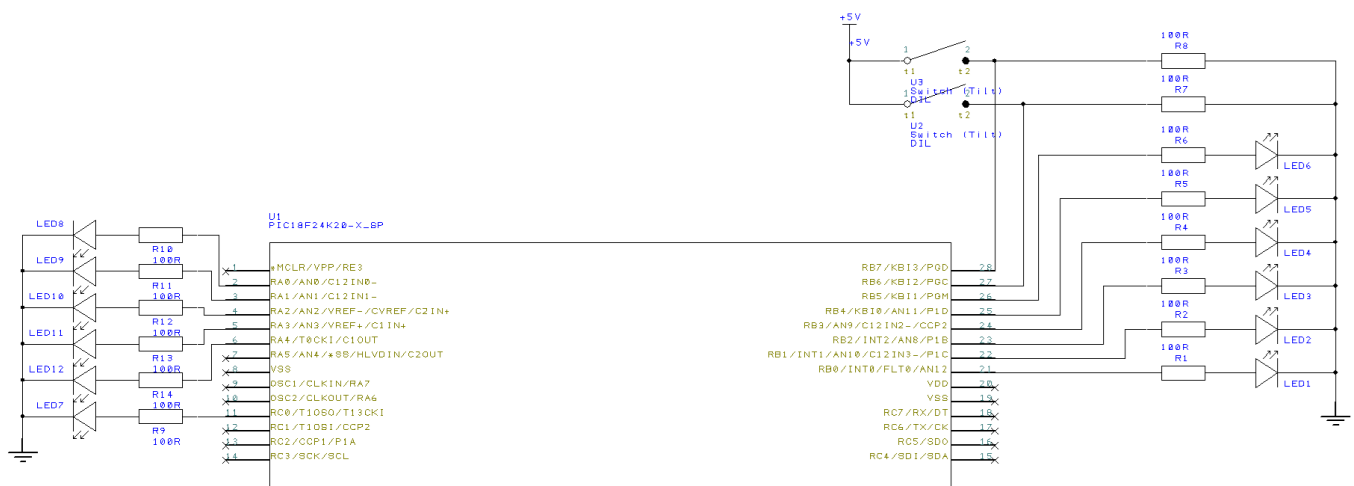 +5V
+5V
1 2
t1 t2
U3
Switch (Tilt)
DIL
1 2
t1 t2
U2
Switch (Tilt)
DIL
100R
R8
100R
R7
100R
R6
LED6
100R
R5
LED5
100R
R4
LED4
100R
R3
LED3
100R
R2
LED2
100R
R1
LED1
LED8
R10
100R
LED9
R11
100R
LED10
R12
100R
LED11
R13
100R
LED12
R14
100R
LED7
R9
100R
U1
PIC18F24K20-X_SP
1 *MCLR/VPP/RE3
2 RA0/AN0/C12IN0-
3 RA1/AN1/C12IN1-
4 RA2/AN2/VREF-/CVREF/C2IN+
5 RA3/AN3/VREF+/C1IN+
6 RA4/T0CKI/C1OUT
7 RA5/AN4/*SS/HLVDIN/C2OUT
8 VSS
9 OSC1/CLKIN/RA7
10 OSC2/CLKOUT/RA6
11 RC0/T1OSO/T13CKI
12 RC1/T1OSI/CCP2
13 RC2/CCP1/P1A
14 RC3/SCK/SCL
RB7/KBI3/PGD 28
RB6/KBI2/PGC 27
RB5/KBI1/PGM 26
RB4/KBI0/AN11/P1D 25
RB3/AN9/C12IN2-/CCP2 24
RB2/INT2/AN8/P1B 23
RB1/INT1/AN10/C12IN3-/P1C 22
RB0/INT0/FLT0/AN12 21
VDD 20
VSS 19
RC7/RX/DT 18
RC6/TX/CK 17
RC5/SDO 16
RC4/SDI/SDA 15